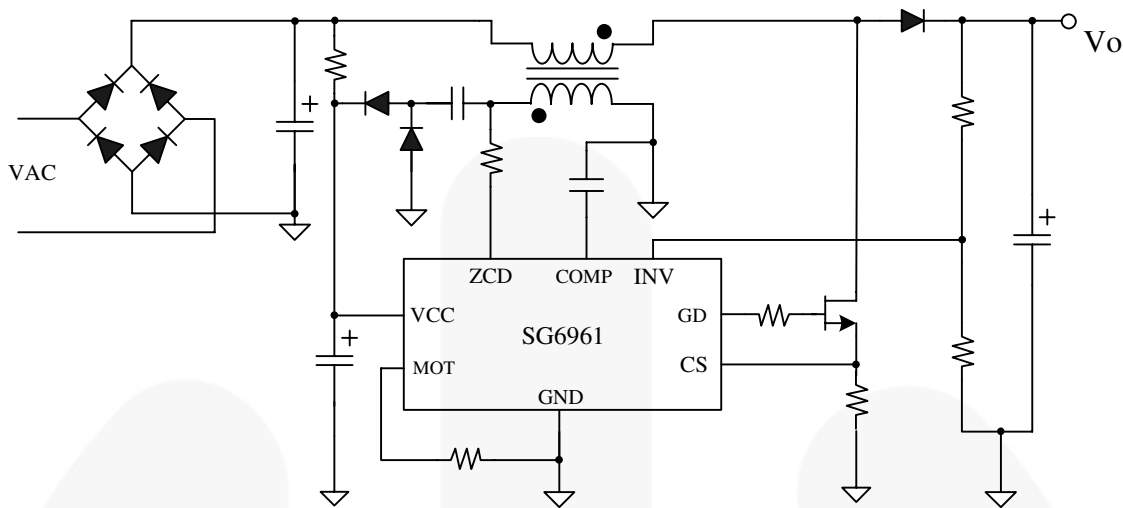 Vo
+
VAC
+
ZCD
COMP
INV
+
VCC
GD
SG6961
+
MOT
CS
GND